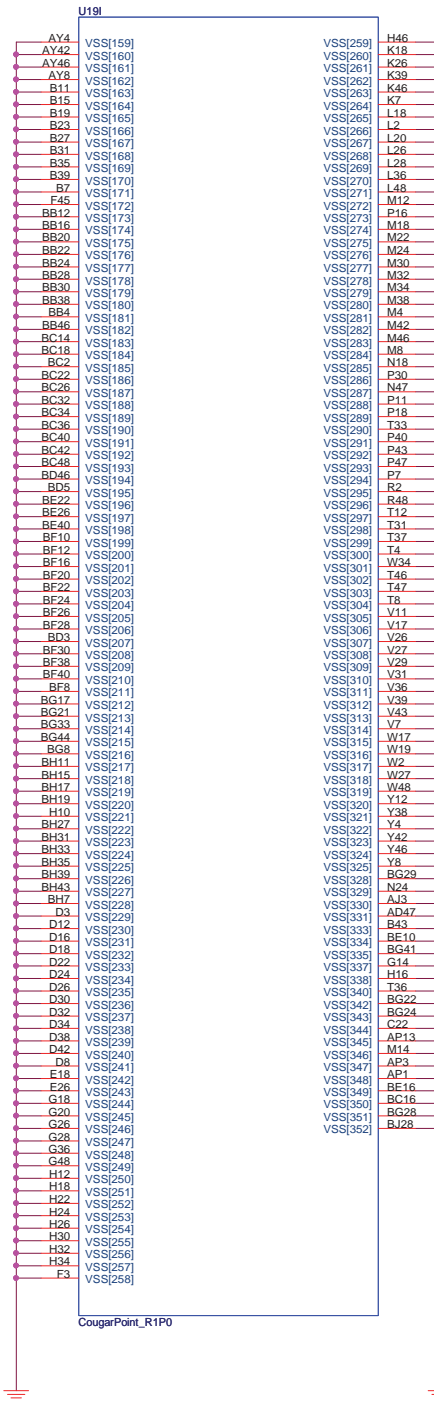 U19I
AY4 VSS[159]
AY42 VSS[160]
AY46 VSS[161]
AY8 VSS[162]
B11 VSS[163]
B15 VSS[164]
B19 VSS[165]
B23 VSS[166]
B27 VSS[167]
B31 VSS[168]
B35 VSS[169]
B39 VSS[170]
B7 VSS[171]
F45 VSS[172]
BB12 VSS[173]
BB16 VSS[174]
BB20 VSS[175]
BB22 VSS[176]
BB24 VSS[177]
BB28 VSS[178]
BB30 VSS[179]
BB38 VSS[180]
BB4 VSS[181]
BB46 VSS[182]
BC14 VSS[183]
BC18 VSS[184]
BC2 VSS[185]
BC22 VSS[186]
BC26 VSS[187]
BC32 VSS[188]
BC34 VSS[189]
BC36 VSS[190]
BC40 VSS[191]
BC42 VSS[192]
BC48 VSS[193]
BD46 VSS[194]
BD5 VSS[195]
BE22 VSS[196]
BE26 VSS[197]
BE40 VSS[198]
BF10 VSS[199]
BF12 VSS[200]
BF16 VSS[201]
BF20 VSS[202]
BF22 VSS[203]
BF24 VSS[204]
BF26 VSS[205]
BF28 VSS[206]
BD3 VSS[207]
BF30 VSS[208]
BF38 VSS[209]
BF40 VSS[210]
BF8 VSS[211]
BG17 VSS[212]
BG21 VSS[213]
BG33 VSS[214]
BG44 VSS[215]
BG8 VSS[216]
BH11 VSS[217]
BH15 VSS[218]
BH17 VSS[219]
BH19 VSS[220]
H10 VSS[221]
BH27 VSS[222]
BH31 VSS[223]
BH33 VSS[224]
BH35 VSS[225]
BH39 VSS[226]
BH43 VSS[227]
BH7 VSS[228]
D3 VSS[229]
D12 VSS[230]
D16 VSS[231]
D18 VSS[232]
D22 VSS[233]
D24 VSS[234]
D26 VSS[235]
D30 VSS[236]
D32 VSS[237]
D34 VSS[238]
D38 VSS[239]
D42 VSS[240]
D8 VSS[241]
E18 VSS[242]
E26 VSS[243]
G18 VSS[244]
G20 VSS[245]
G26 VSS[246]
G28 VSS[247]
G36 VSS[248]
G48 VSS[249]
H12 VSS[250]
H18 VSS[251]
H22 VSS[252]
H24 VSS[253]
H26 VSS[254]
H30 VSS[255]
H32 VSS[256]
H34 VSS[257]
F3 VSS[258]
VSS[259] H46
VSS[260] K18
VSS[261] K26
VSS[262] K39
VSS[263] K46
VSS[264] K7
VSS[265] L18
VSS[266] L2
VSS[267] L20
VSS[268] L26
VSS[269] L28
VSS[270] L36
VSS[271] L48
VSS[272] M12
VSS[273] P16
VSS[274] M18
VSS[275] M22
VSS[276] M24
VSS[277] M30
VSS[278] M32
VSS[279] M34
VSS[280] M38
VSS[281] M4
VSS[282] M42
VSS[283] M46
VSS[284] M8
VSS[285] N18
VSS[286] P30
VSS[287] N47
VSS[288] P11
VSS[289] P18
VSS[290] T33
VSS[291] P40
VSS[292] P43
VSS[293] P47
VSS[294] P7
VSS[295] R2
VSS[296] R48
VSS[297] T12
VSS[298] T31
VSS[299] T37
VSS[300] T4
VSS[301] W34
VSS[302] T46
VSS[303] T47
VSS[304] T8
VSS[305] V11
VSS[306] V17
VSS[307] V26
VSS[308] V27
VSS[309] V29
VSS[310] V31
VSS[311] V36
VSS[312] V39
VSS[313] V43
VSS[314] V7
VSS[315] W17
VSS[316] W19
VSS[317] W2
VSS[318] W27
VSS[319] W48
VSS[320] Y12
VSS[321] Y38
VSS[322] Y4
VSS[323] Y42
VSS[324] Y46
VSS[325] Y8
VSS[328] BG29
VSS[329] N24
VSS[330] AJ3
VSS[331] AD47
VSS[333] B43
VSS[334] BE10
VSS[335] BG41
VSS[337] G14
VSS[338] H16
VSS[340] T36
VSS[342] BG22
VSS[343] BG24
VSS[344] C22
VSS[345] AP13
VSS[346] M14
VSS[347] AP3
VSS[348] AP1
VSS[349] BE16
VSS[350] BC16
VSS[351] BG28
VSS[352] BJ28
CougarPoint_R1P0